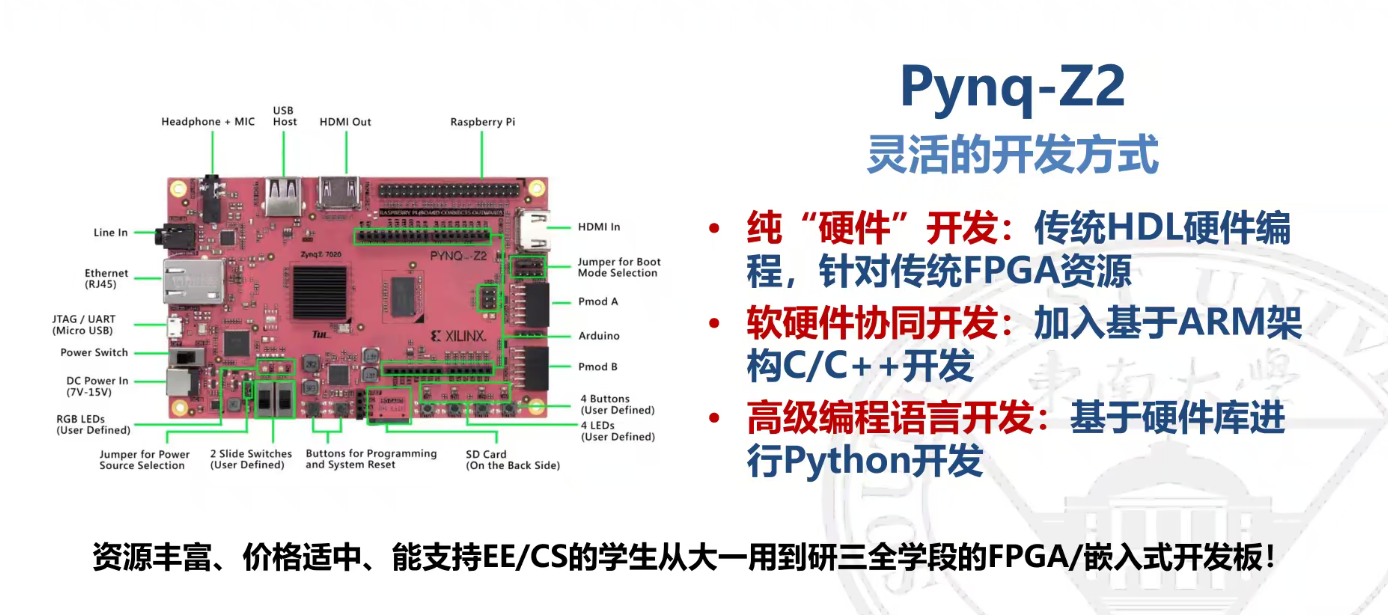 Pynq-Z2
灵活的开发方式
• 纯“硬件”开发：传统HDL硬件编
程，针对传统FPGA资源
• 软硬件协同开发：加入基于ARM架
构C/C++开发
• 高级编程语言开发：基于硬件库进
行Python开发
Headphone + MIC
USB
Host
HDMI Out
Raspberry Pi
Line In
Ethernet
(RJ45)
JTAG / UART
(Micro USB)
Power Switch
DC Power In
(7V-15V)
RGB LEDs
(User Defined)
Jumper for Power
Source Selection
2 Slide Switches
(User Defined)
Buttons for Programming
and System Reset
SD Card
(On the Back Side)
HDMI In
Jumper for Boot
Mode Selection
Pmod A
Arduino
Pmod B
4 Buttons
(User Defined)
4 LEDs
(User Defined)
Zynq® 7020
PYNQ™-Z2
XILINX
TUL
资源丰富、价格适中、能支持EE/CS的学生从大一用到研三全学段的FPGA/嵌入式开发板！